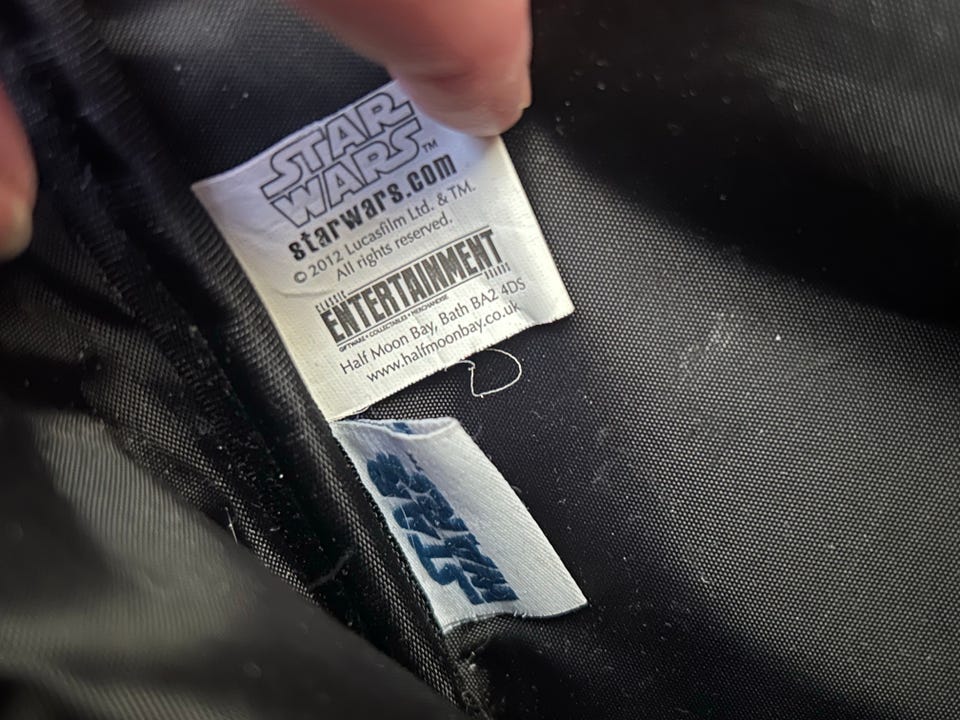 STAR
WARS™
starwars.com
© 2012 Lucasfilm Ltd. & TM.
All rights reserved.
CLASSIC
ENTERTAINMENT
BRANDS
GIFTWARE • COLLECTABLES • MERCHANDISE
Half Moon Bay, Bath BA2 4DS
www.halfmoonbay.co.uk
STAR
WARS